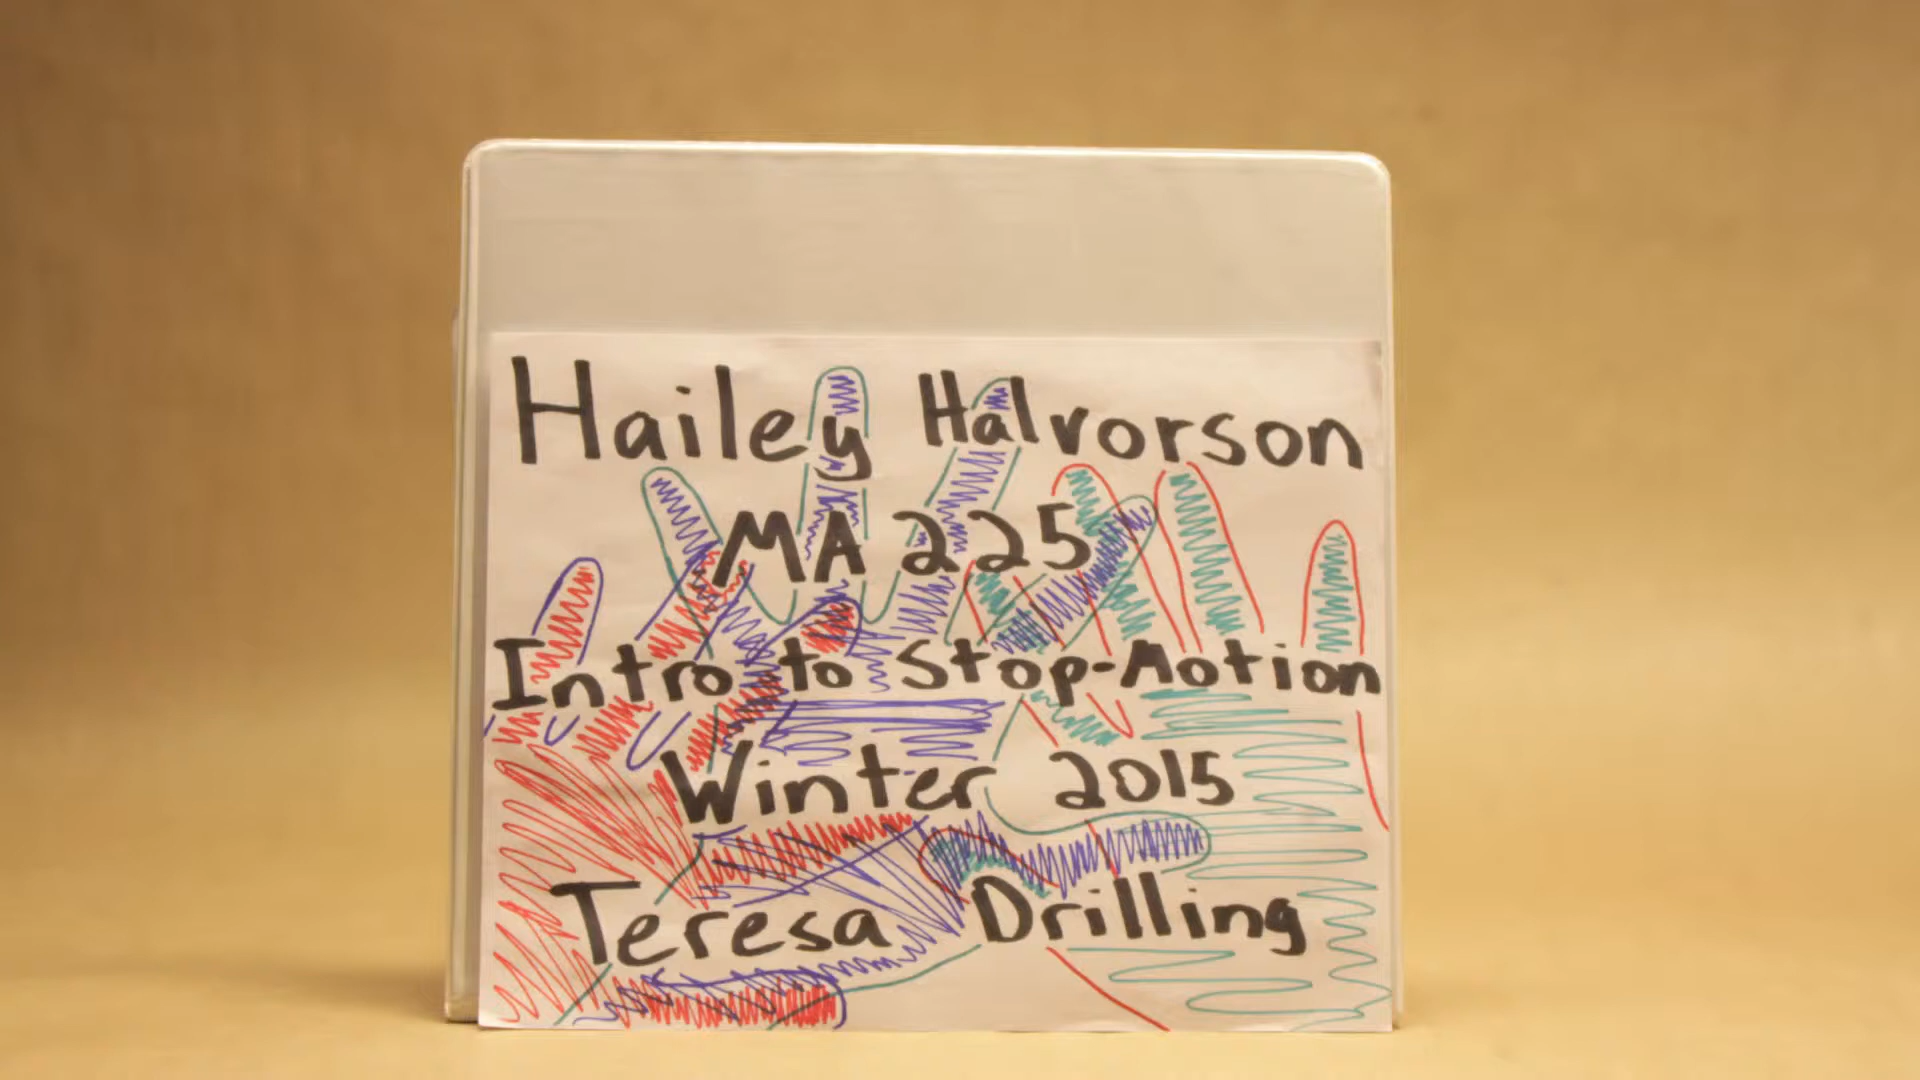 Hailey Halvorson
MA 225
Intro to Stop-Motion
Winter 2015
Teresa Drilling